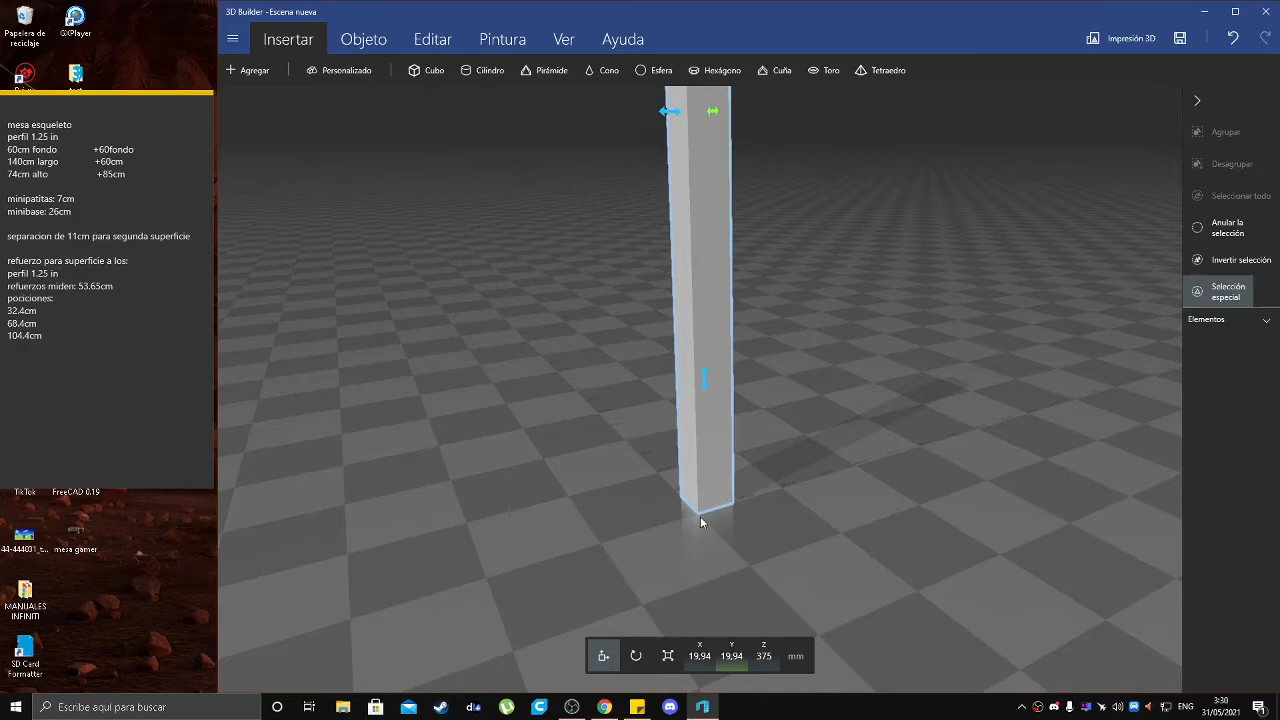 Papelera de reciclaje
GXPlayer
3D Builder -Escena nueva
Insertar
Objeto
Editar
Pintura
Ver
Ayuda
Impresión 3D
Agregar
Personalizado
Cubo
Cilindro
Pirámide
Cono
Esfera
Hexágono
Cuña
Toro
Tetraedro
mesa esqueleto
perfil 1.25 in
60cm fondo +60fondo
140cm largo +60cm
74cm alto +85cm
minipatitas: 7cm
minibase: 26cm
separacion de 11cm para segunda superficie
refuerzo para superficie a los:
perfil 1.25 in
refuerzos miden: 53.65cm
pociciones:
32.4cm
68.4cm
104.4cm
Agrupar
Desagrupar
Seleccionar todo
Anular la selección
Invertir selección
Selección especial
Elementos
TikTok
FreeCAD 0.19
44-444031_t...
mesa gamer
MANUALES INFINITI
SD Card Formatter
X Y Z
19,94 19,94 375 mm
Escribe aquí para buscar
ENG
3:30
31/05/2021